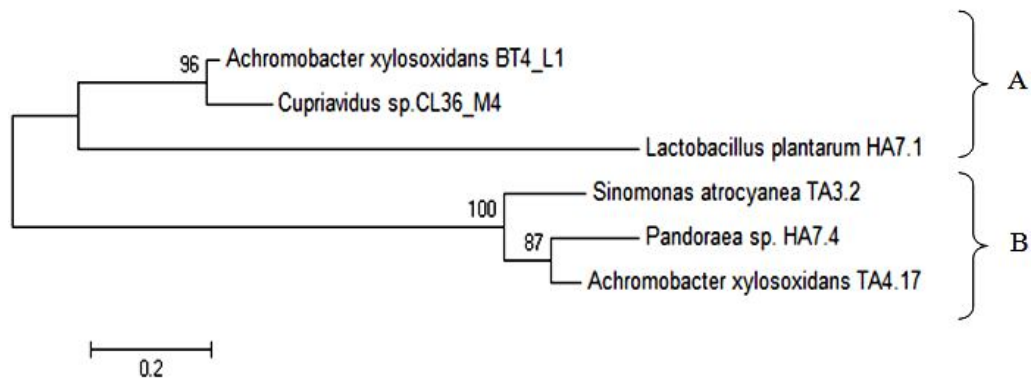 96
Achromobacter xylosoxidans BT4_L1
Cupriavidus sp.CL36_M4
A
Lactobacillus plantarum HA7.1
Sinomonas atrocyanea TA3.2
100
Pandoraea sp. HA7.4
87
B
Achromobacter xylosoxidans TA4.17
0.2